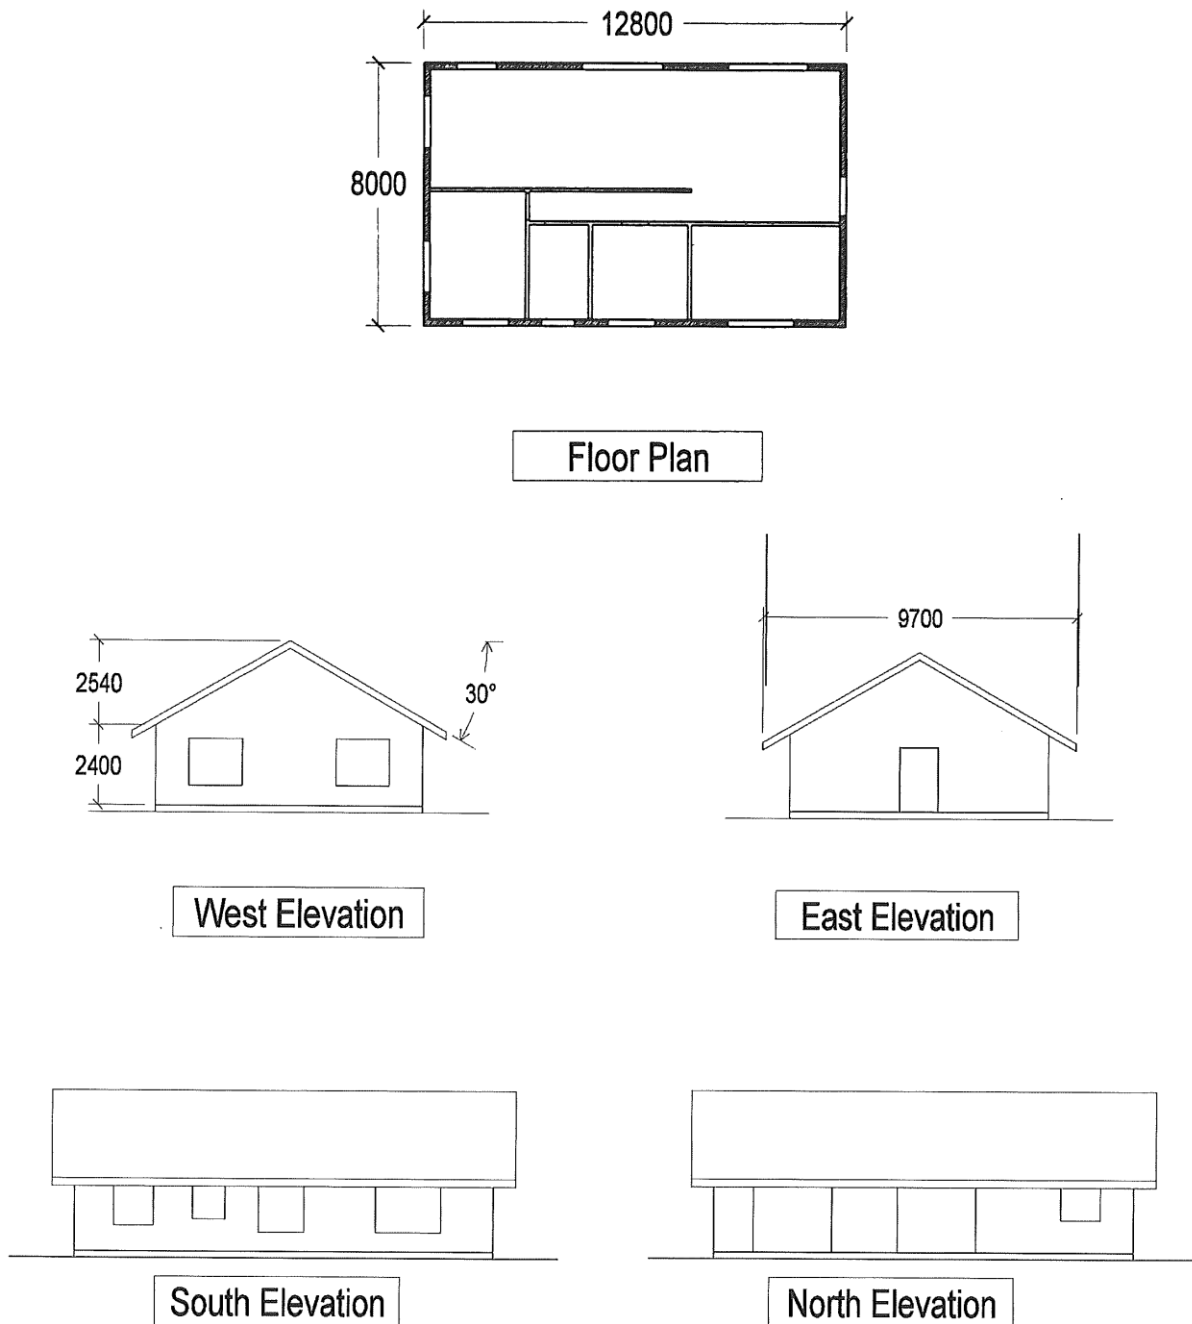 12800
8000
Floor Plan
9700
2540
30°
2400
West Elevation
East Elevation
South Elevation
North Elevation